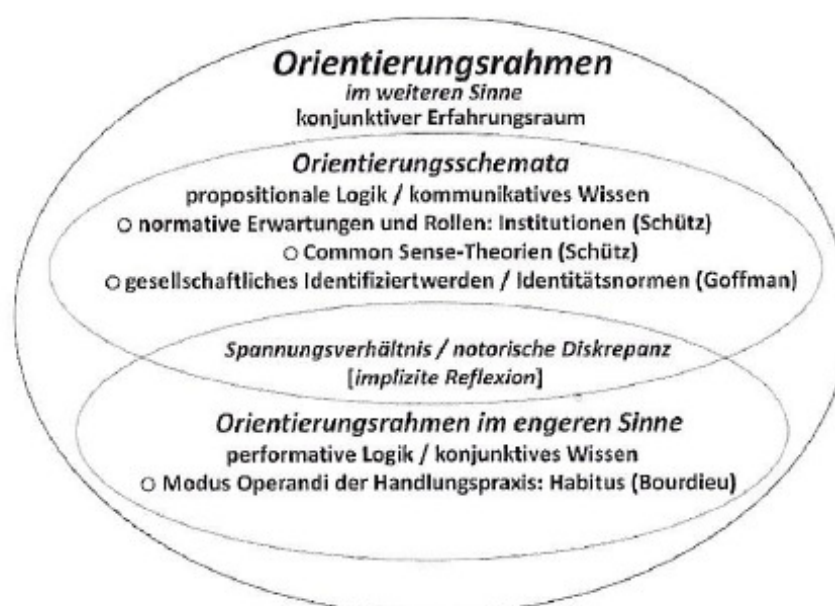 Orientierungsrahmen
im weiteren Sinne
konjunktiver Erfahrungsraum
Orientierungsschemata
propositionale Logik / kommunikatives Wissen
○ normative Erwartungen und Rollen: Institutionen (Schütz)
○ Common Sense-Theorien (Schütz)
○ gesellschaftliches Identifiziertwerden / Identitätsnormen (Goffman)
Spannungsverhältnis / notorische Diskrepanz
[implizite Reflexion]
Orientierungsrahmen im engeren Sinne
performative Logik / konjunktives Wissen
○ Modus Operandi der Handlungspraxis: Habitus (Bourdieu)